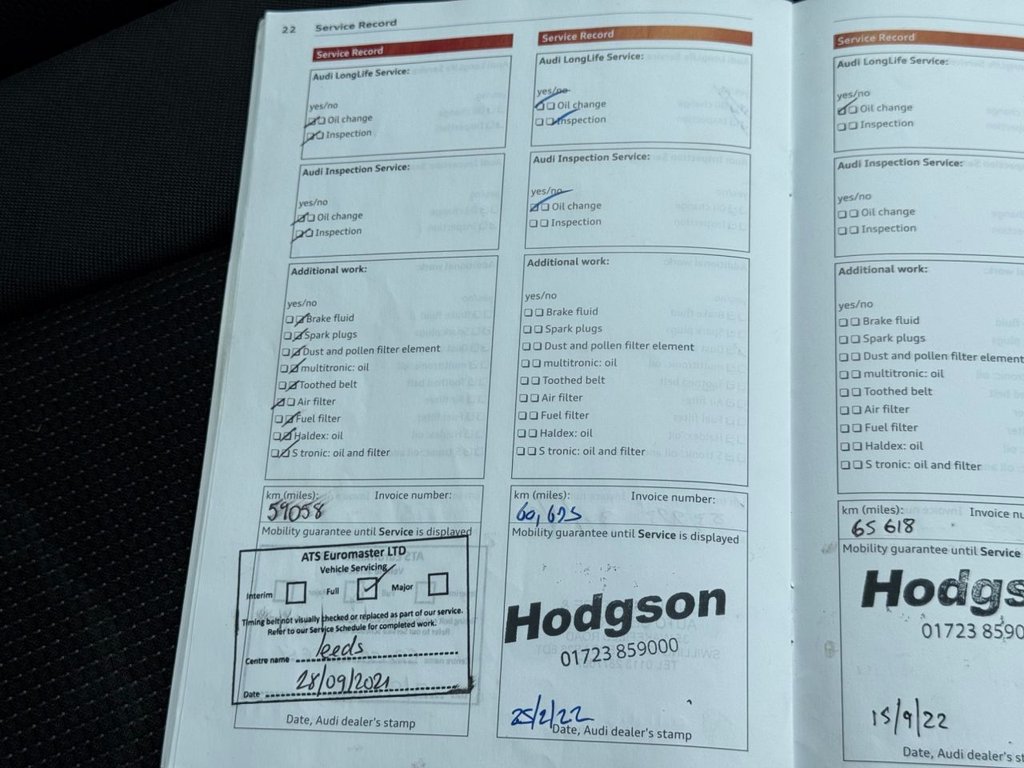 22 Service Record
Service Record
Audi LongLife Service:
yes/no
Oil change
Inspection
Audi Inspection Service:
yes/no
Oil change
Inspection
Additional work:
yes/no
Brake fluid
Spark plugs
Dust and pollen filter element
multitronic: oil
Toothed belt
Air filter
Fuel filter
Haldex: oil
S tronic: oil and filter
km (miles): Invoice number:
59058
Mobility guarantee until Service is displayed
ATS Euromaster LTD
Vehicle Servicing
Interim Full Major
Timing belt not visually checked or replaced as part of our service.
Refer to our Service Schedule for completed work.
Centre name leeds
Date 28/09/2021
Date, Audi dealer's stamp
Service Record
Audi LongLife Service:
yes/no
Oil change
Inspection
Audi Inspection Service:
yes/no
Oil change
Inspection
Additional work:
yes/no
Brake fluid
Spark plugs
Dust and pollen filter element
multitronic: oil
Toothed belt
Air filter
Fuel filter
Haldex: oil
S tronic: oil and filter
km (miles): Invoice number:
60,675
Mobility guarantee until Service is displayed
Hodgson
01723 859000
25/2/22
Date, Audi dealer's stamp
Service Record
Audi LongLife Service:
yes/no
Oil change
Inspection
Audi Inspection Service:
yes/no
Oil change
Inspection
Additional work:
yes/no
Brake fluid
Spark plugs
Dust and pollen filter element
multitronic: oil
Toothed belt
Air filter
Fuel filter
Haldex: oil
S tronic: oil and filter
km (miles): Invoice nu
65 618
Mobility guarantee until Service
Hodgs
01723 8590
15/9/22
Date, Audi dealer's st